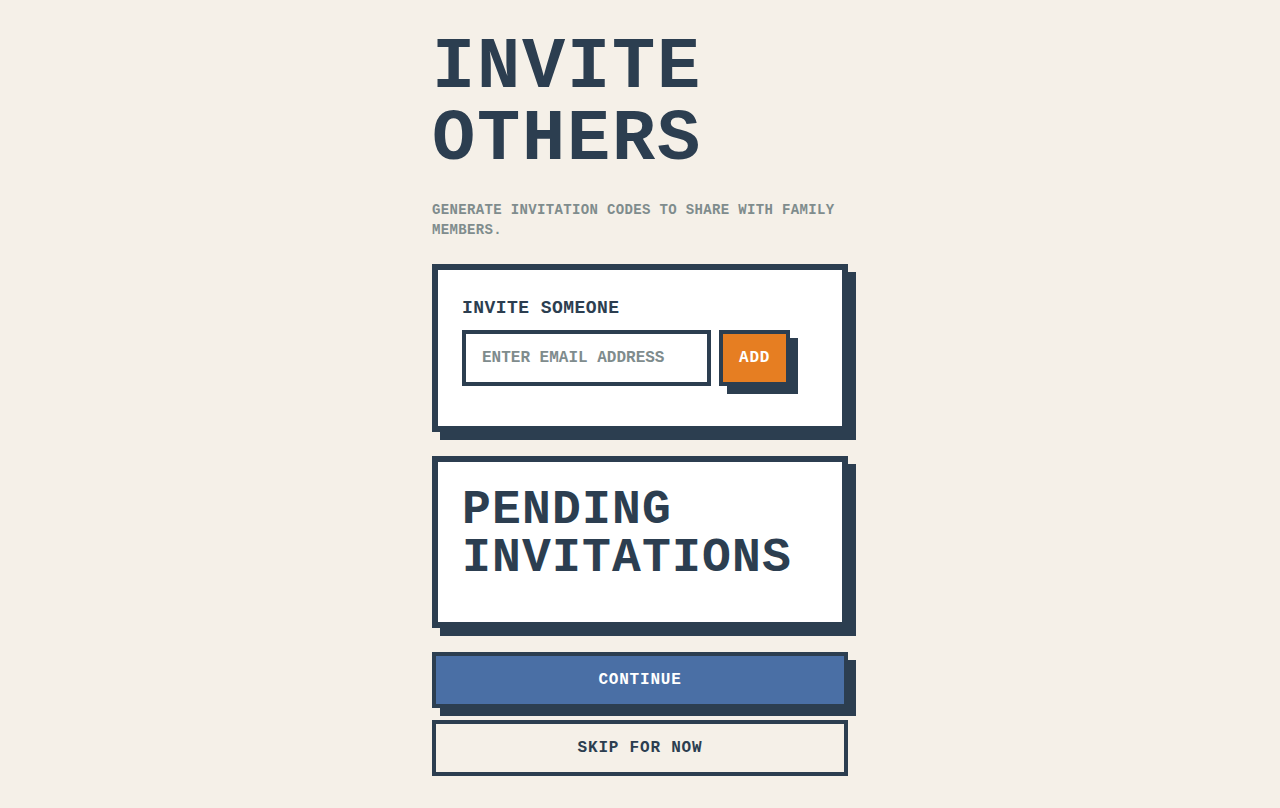 INVITE
OTHERS
GENERATE INVITATION CODES TO SHARE WITH FAMILY
MEMBERS.
INVITE SOMEONE
ENTER EMAIL ADDRESS
ADD
PENDING
INVITATIONS
CONTINUE
SKIP FOR NOW